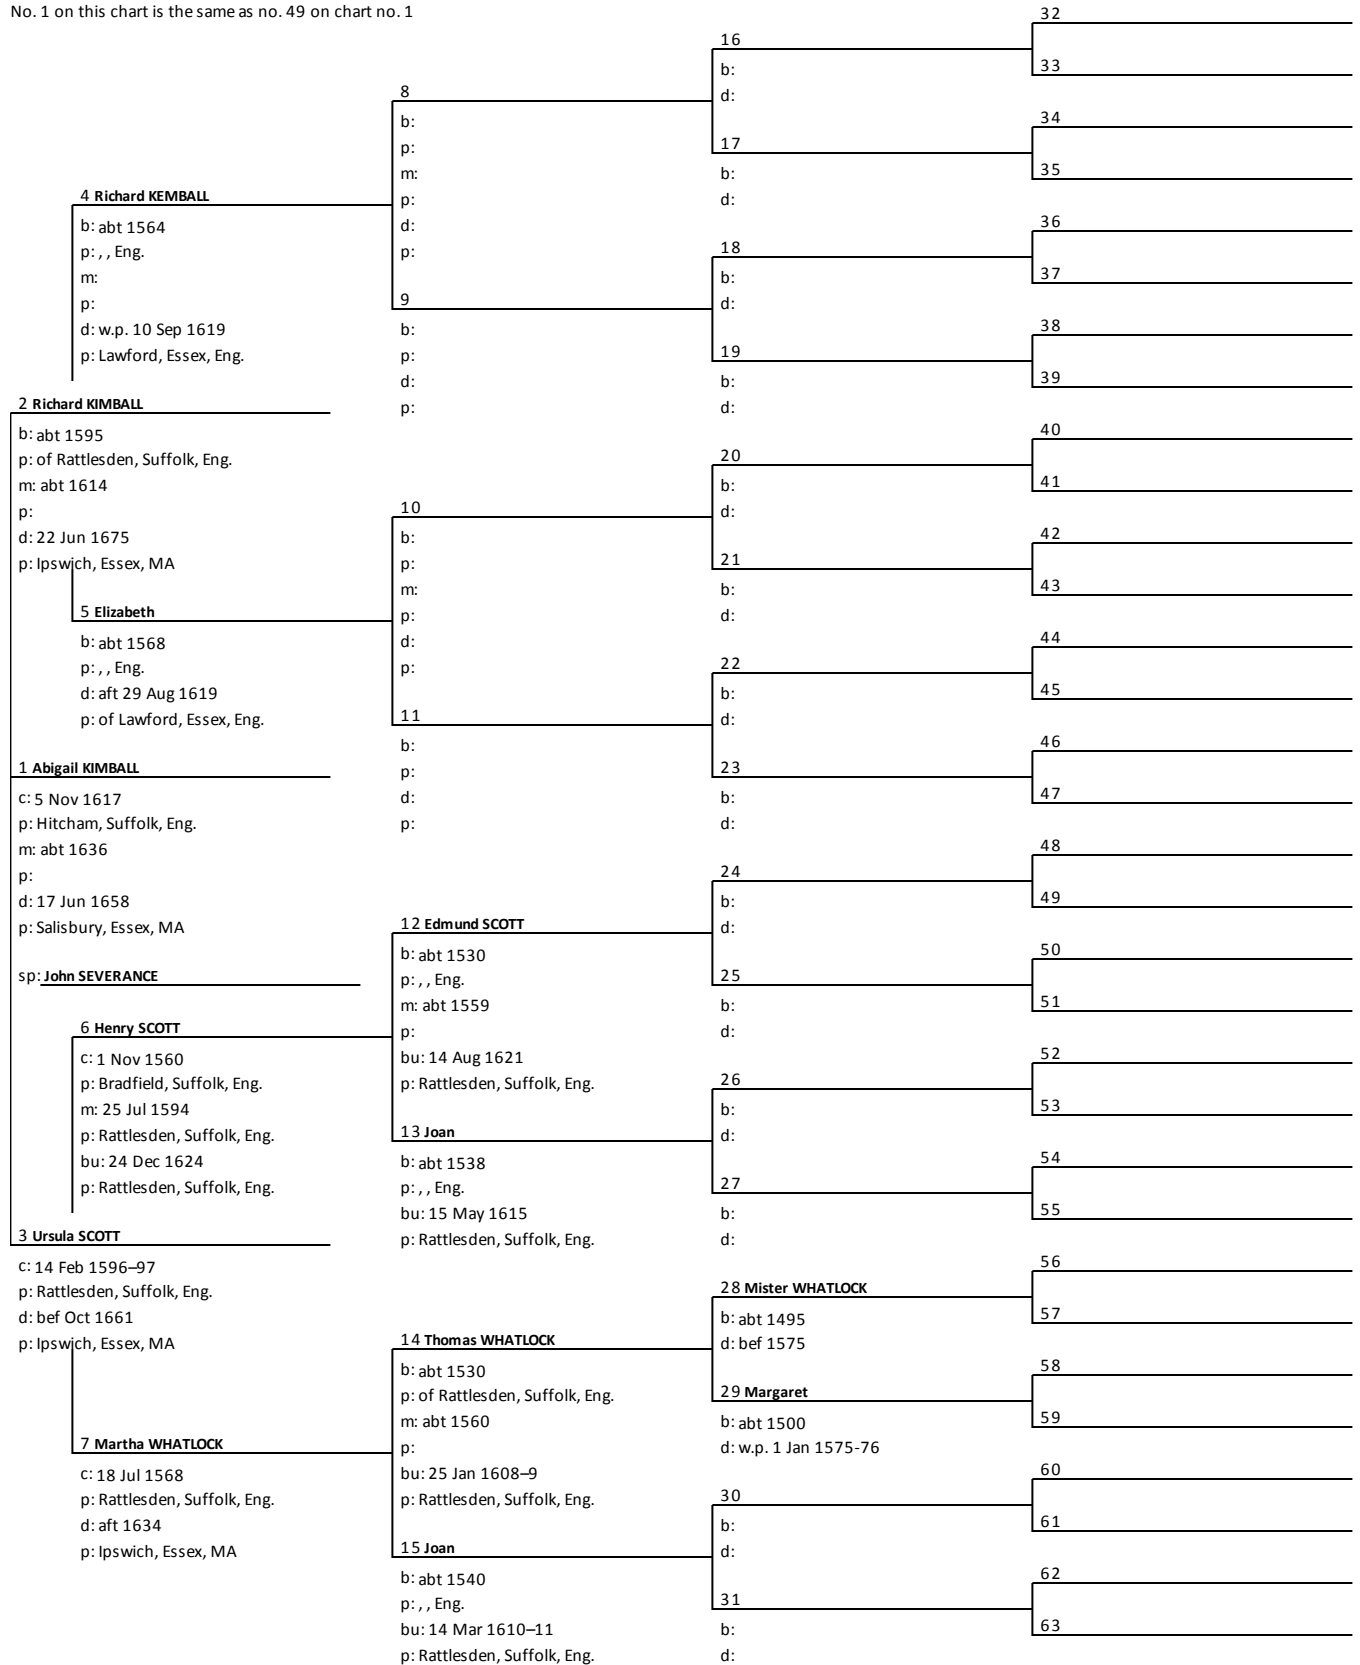 No. 1 on this chart is the same as no. 49 on chart no. 1
1 Abigail KIMBALL
c: 5 Nov 1617
p: Hitcham, Suffolk, Eng.
m: abt 1636
p:
d: 17 Jun 1658
p: Salisbury, Essex, MA
sp: John SEVERANCE
2 Richard KIMBALL
b: abt 1595
p: of Rattlesden, Suffolk, Eng.
m: abt 1614
p:
d: 22 Jun 1675
p: Ipswich, Essex, MA
3 Ursula SCOTT
c: 14 Feb 1596–97
p: Rattlesden, Suffolk, Eng.
d: bef Oct 1661
p: Ipswich, Essex, MA
4 Richard KEMBALL
b: abt 1564
p: , , Eng.
m:
p:
d: w.p. 10 Sep 1619
p: Lawford, Essex, Eng.
5 Elizabeth
b: abt 1568
p: , , Eng.
d: aft 29 Aug 1619
p: of Lawford, Essex, Eng.
6 Henry SCOTT
c: 1 Nov 1560
p: Bradfield, Suffolk, Eng.
m: 25 Jul 1594
p: Rattlesden, Suffolk, Eng.
bu: 24 Dec 1624
p: Rattlesden, Suffolk, Eng.
7 Martha WHATLOCK
c: 18 Jul 1568
p: Rattlesden, Suffolk, Eng.
d: aft 1634
p: Ipswich, Essex, MA
8
b:
p:
m:
p:
d:
p:
9
b:
p:
d:
p:
10
b:
p:
m:
p:
d:
p:
11
b:
p:
d:
p:
12 Edmund SCOTT
b: abt 1530
p: , , Eng.
m: abt 1559
p:
bu: 14 Aug 1621
p: Rattlesden, Suffolk, Eng.
13 Joan
b: abt 1538
p: , , Eng.
bu: 15 May 1615
p: Rattlesden, Suffolk, Eng.
14 Thomas WHATLOCK
b: abt 1530
p: of Rattlesden, Suffolk, Eng.
m: abt 1560
p:
bu: 25 Jan 1608–9
p: Rattlesden, Suffolk, Eng.
15 Joan
b: abt 1540
p: , , Eng.
bu: 14 Mar 1610–11
p: Rattlesden, Suffolk, Eng.
16
b:
d:
17
b:
d:
18
b:
d:
19
b:
d:
20
b:
d:
21
b:
d:
22
b:
d:
23
b:
d:
24
b:
d:
25
b:
d:
26
b:
d:
27
b:
d:
28 Mister WHATLOCK
b: abt 1495
d: bef 1575
29 Margaret
b: abt 1500
d: w.p. 1 Jan 1575-76
30
b:
d:
31
b:
d:
32
33
34
35
36
37
38
39
40
41
42
43
44
45
46
47
48
49
50
51
52
53
54
55
56
57
58
59
60
61
62
63